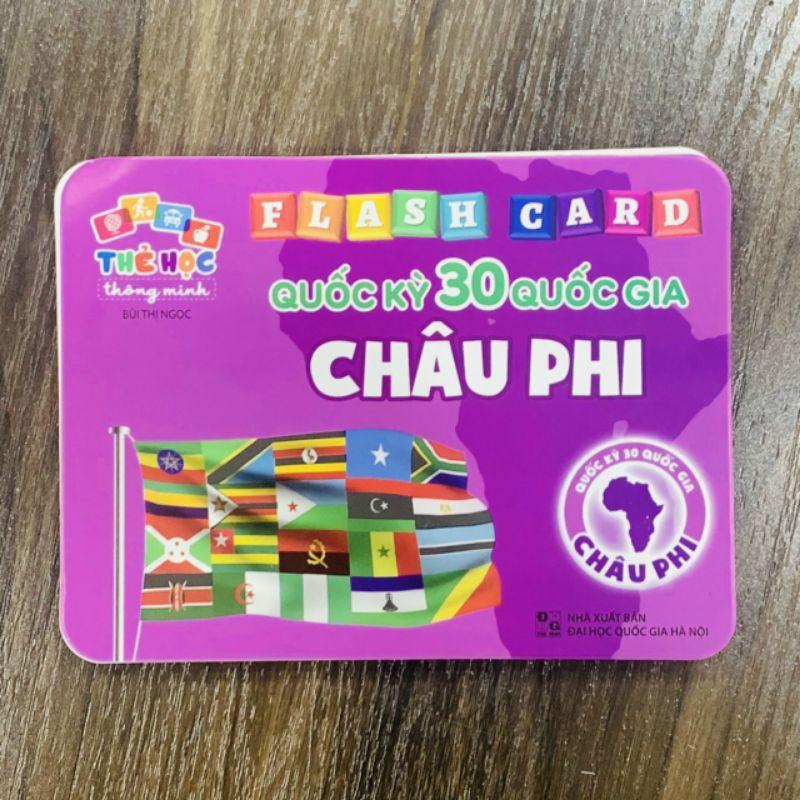 THẺ HỌC
thông minh
BÙI THỊ NGỌC
FLASH CARD
QUỐC KỲ 30 QUỐC GIA
CHÂU PHI
QUỐC KỲ 30 QUỐC GIA
CHÂU PHI
NHÀ XUẤT BẢN
ĐẠI HỌC QUỐC GIA HÀ NỘI